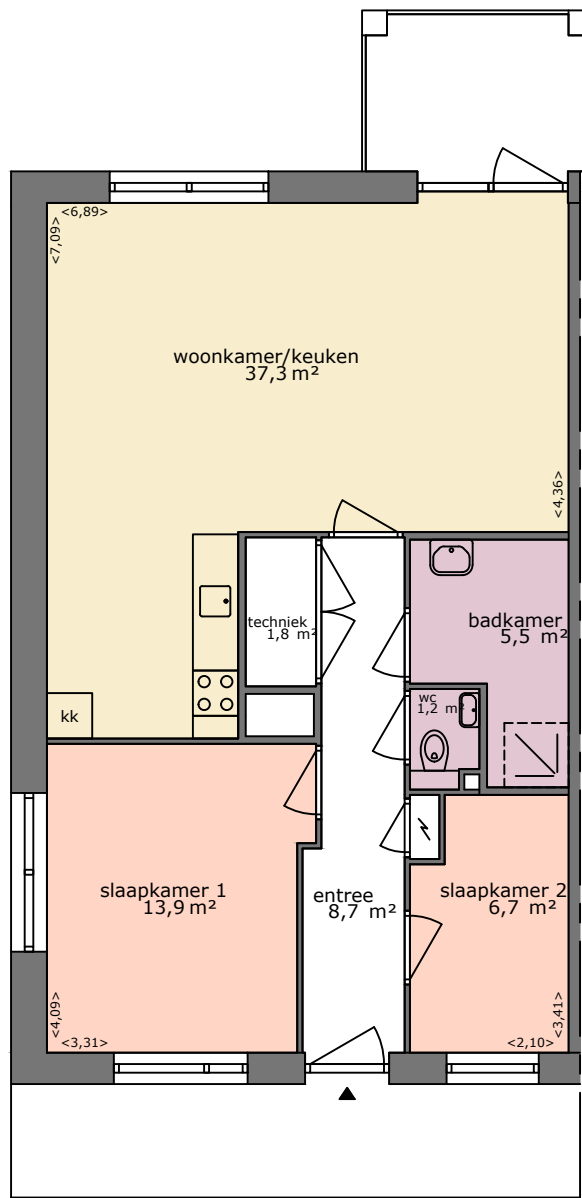 <6,89>
<7,09>
woonkamer/keuken
37,3 m²
<4,36>
techniek
1,8 m²
badkamer
5,5 m²
wc
1,2 m²
kk
slaapkamer 1
13,9 m²
entree
8,7 m²
slaapkamer 2
6,7 m²
<4,09>
<3,31>
<3,41>
<2,10>